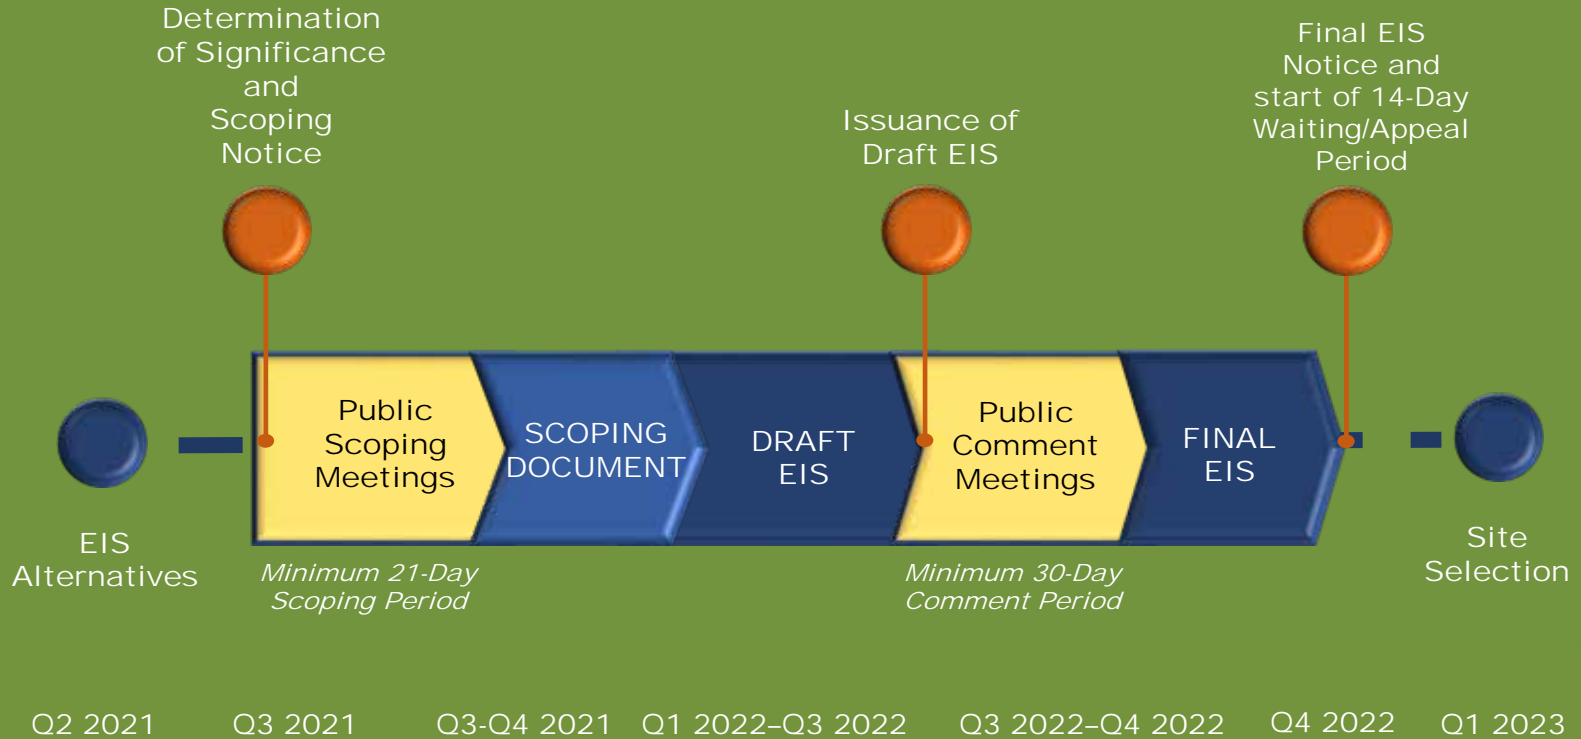 Determination
of Significance
and
Scoping
Notice
Issuance of
Draft EIS
Final EIS
Notice and
start of 14-Day
Waiting/Appeal
Period
EIS
Alternatives
Public
Scoping
Meetings
SCOPING
DOCUMENT
DRAFT
EIS
Public
Comment
Meetings
FINAL
EIS
Site
Selection
Minimum 21-Day
Scoping Period
Minimum 30-Day
Comment Period
Q2 2021
Q3 2021
Q3-Q4 2021
Q1 2022–Q3 2022
Q3 2022–Q4 2022
Q4 2022
Q1 2023